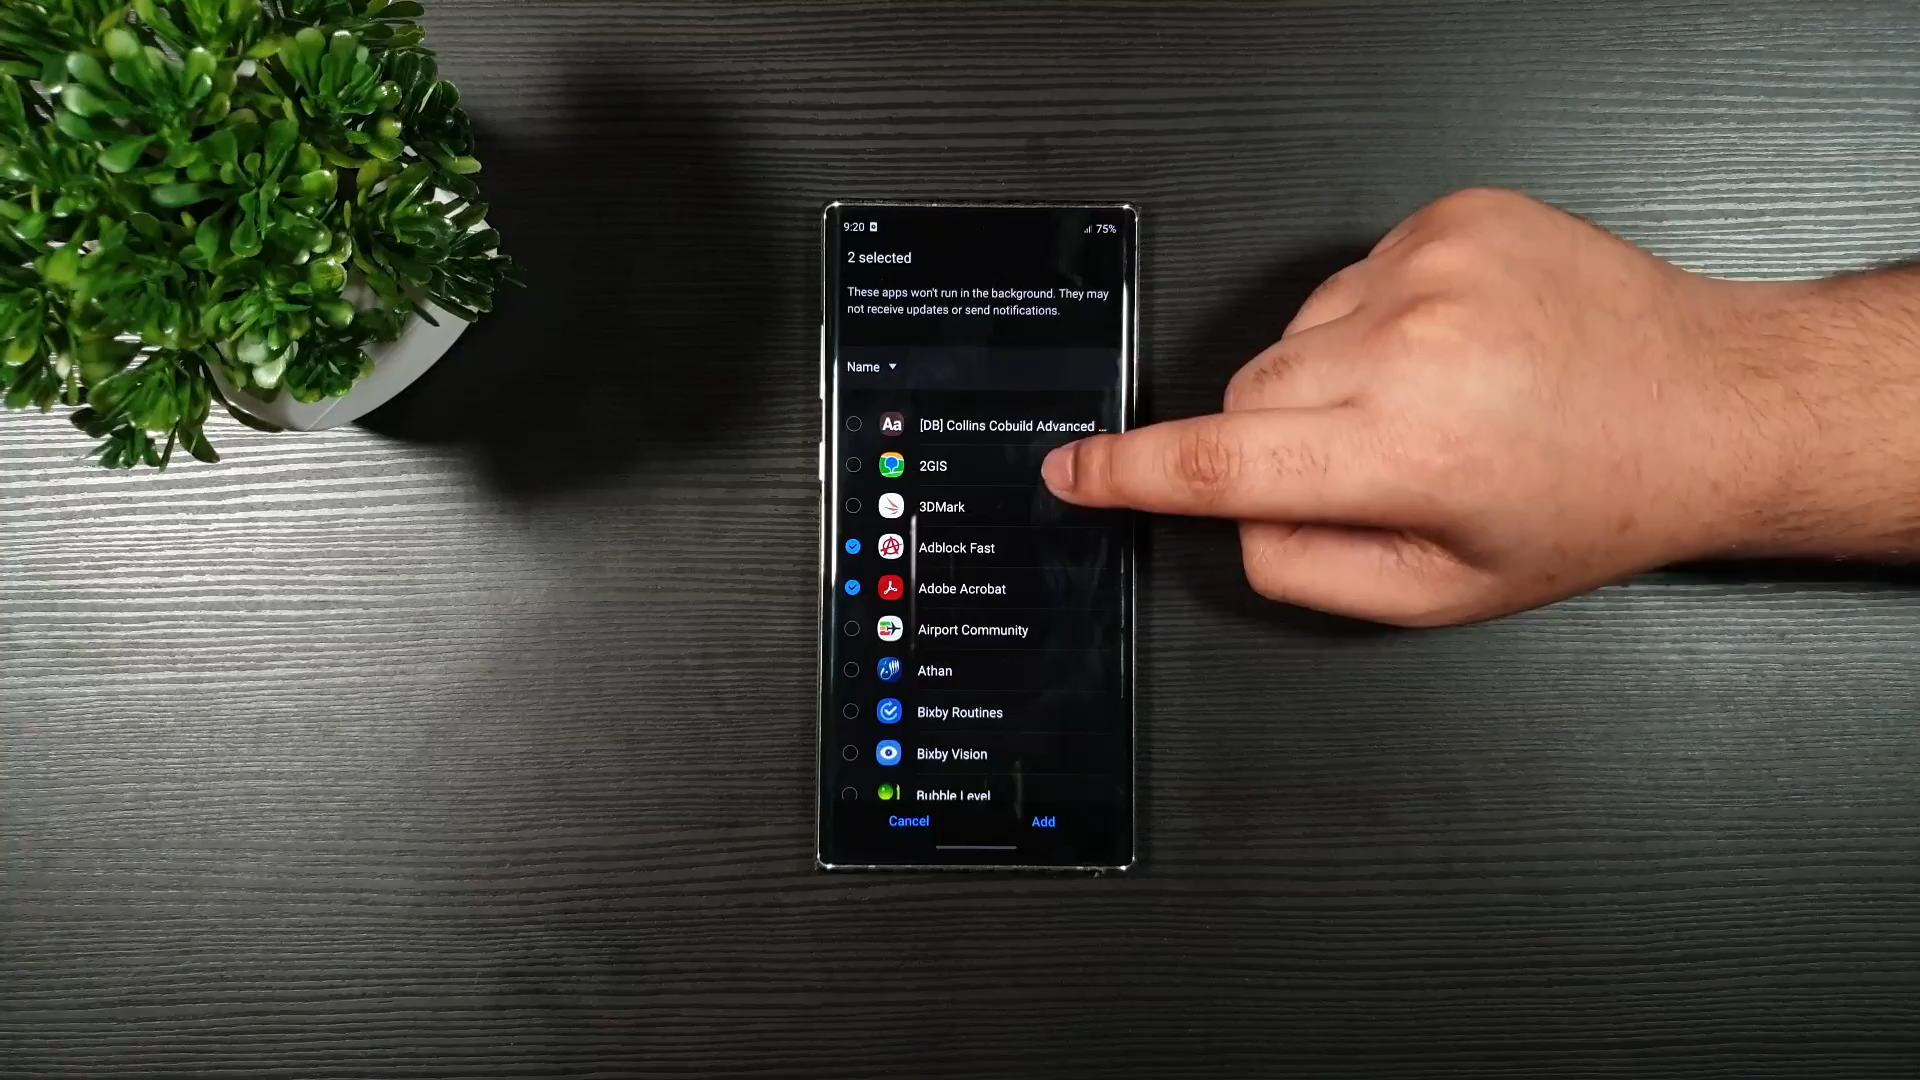 9:20
75%
2 selected
These apps won't run in the background. They may
not receive updates or send notifications.
Name
Aa
[DB] Collins Cobuild Advanced ...
2GIS
3DMark
Adblock Fast
Adobe Acrobat
Airport Community
Athan
Bixby Routines
Bixby Vision
Bubble Level
Cancel
Add